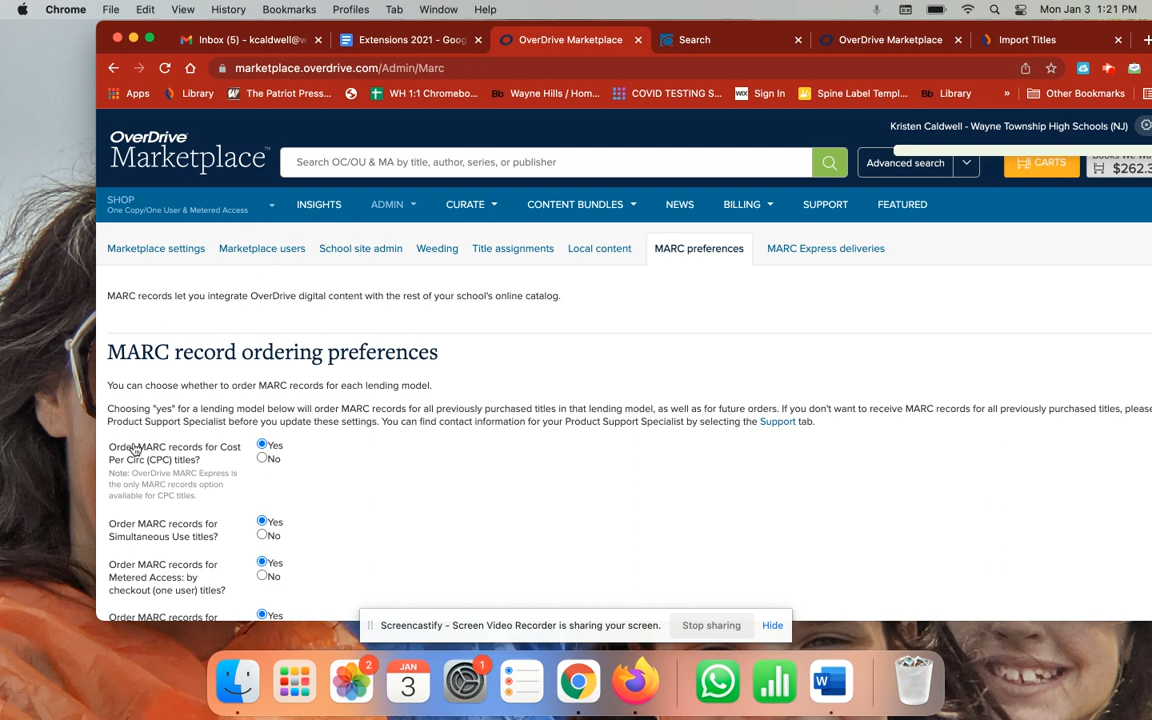 Chrome File Edit View History Bookmarks Profiles Tab Window Help Mon Jan 3 1:21 PM
Inbox (5) - kcaldwell@w Extensions 2021 - Goog OverDrive Marketplace Search OverDrive Marketplace Import Titles
marketplace.overdrive.com/Admin/Marc
Apps Library The Patriot Press... WH 1:1 Chromebo... Bb Wayne Hills / Hom... COVID TESTING S... WIX Sign In Spine Label Templ... Bb Library » Other Bookmarks
Kristen Caldwell - Wayne Township High Schools (NJ)
OverDrive
Marketplace
Search OC/OU & MA by title, author, series, or publisher
Advanced search
CARTS
$262.3
SHOP
One Copy/One User & Metered Access
INSIGHTS ADMIN CURATE CONTENT BUNDLES NEWS BILLING SUPPORT FEATURED
Marketplace settings Marketplace users School site admin Weeding Title assignments Local content MARC preferences MARC Express deliveries
MARC records let you integrate OverDrive digital content with the rest of your school's online catalog.
MARC record ordering preferences
You can choose whether to order MARC records for each lending model.
Choosing "yes" for a lending model below will order MARC records for all previously purchased titles in that lending model, as well as for future orders. If you don't want to receive MARC records for all previously purchased titles, please
Product Support Specialist before you update these settings. You can find contact information for your Product Support Specialist by selecting the Support tab.
Order MARC records for Cost
Per Circ (CPC) titles?
Yes
No
Note: OverDrive MARC Express is
the only MARC records option
available for CPC titles.
Order MARC records for
Simultaneous Use titles?
Yes
No
Order MARC records for
Metered Access: by
checkout (one user) titles?
Yes
No
Order MARC records for
Yes
Screencastify - Screen Video Recorder is sharing your screen. Stop sharing Hide
2
JAN
3
1
W